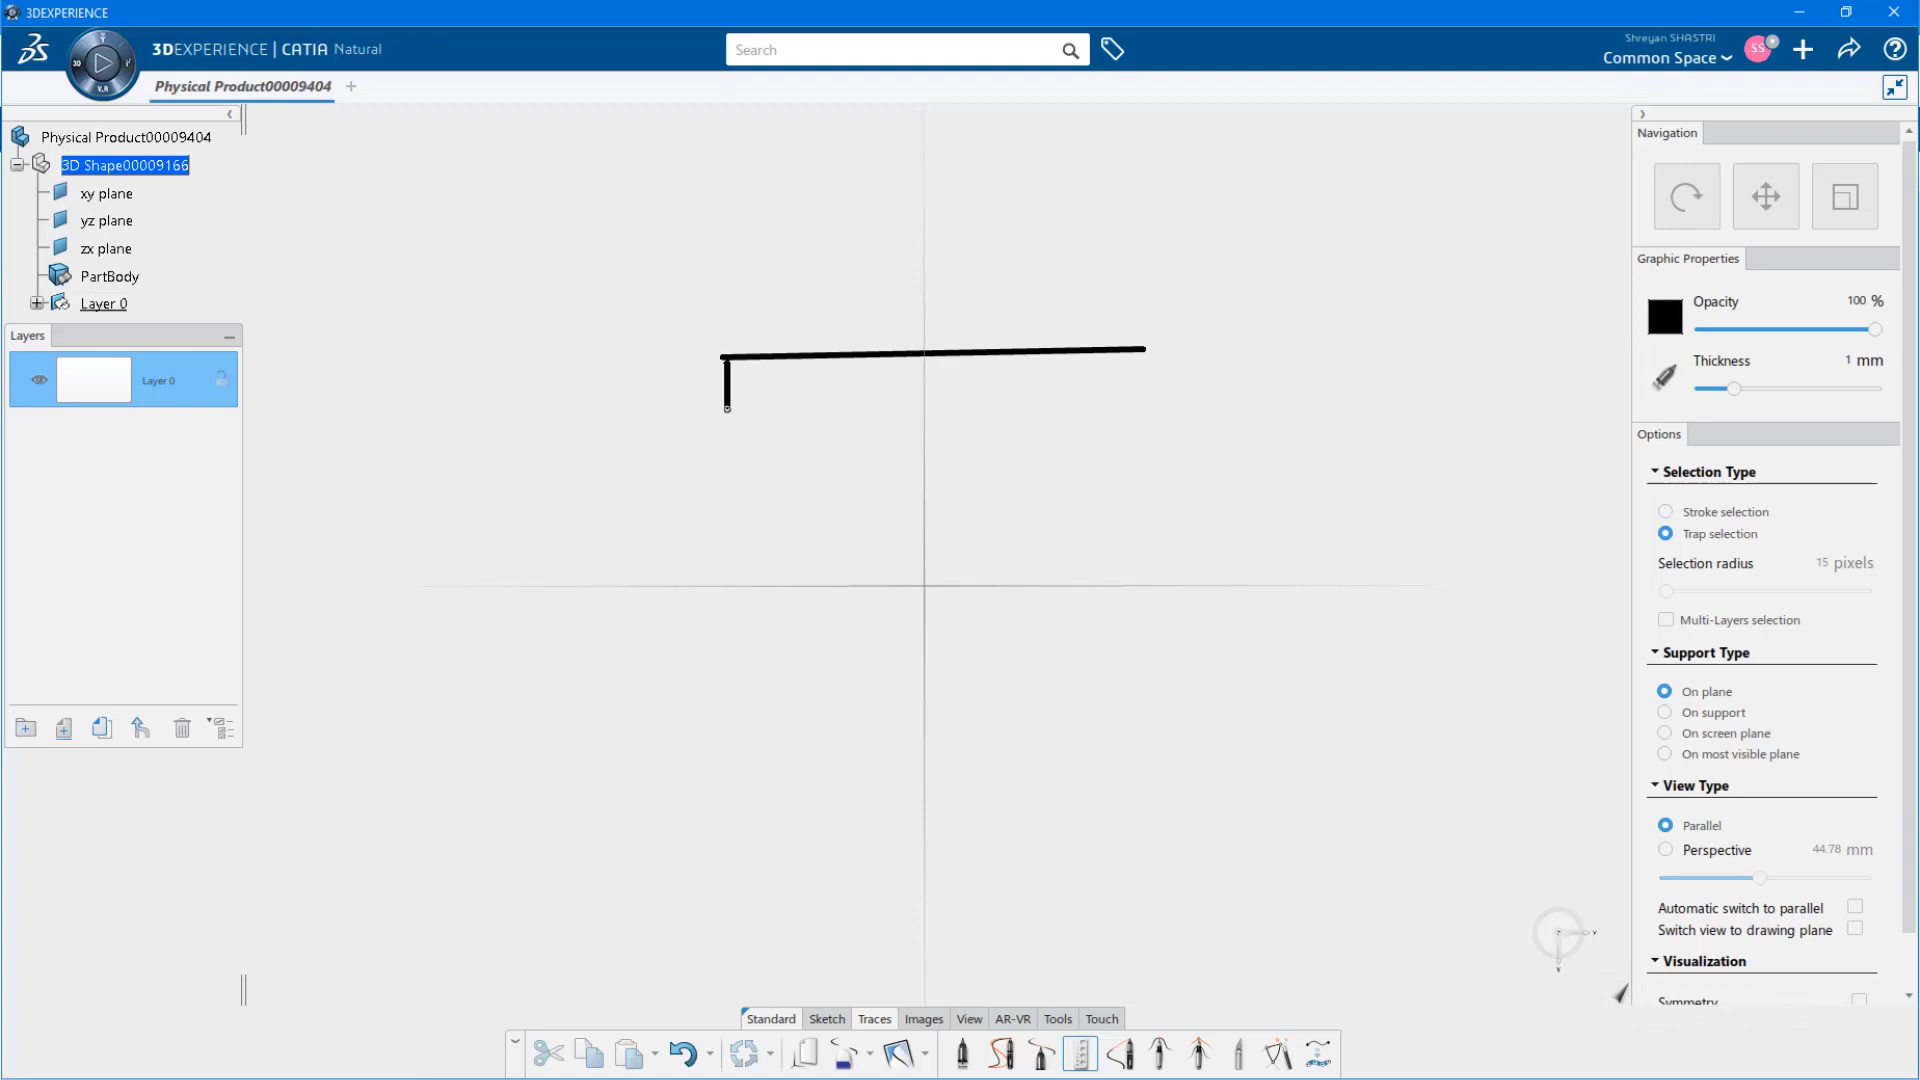 3DEXPERIENCE
3DEXPERIENCE | CATIA Natural
3D
V.R
Search
Shreyan SHASTRI
Common Space
SS
Physical Product00009404
Physical Product00009404
3D Shape00009166
xy plane
yz plane
zx plane
PartBody
Layer 0
Layers
Layer 0
Navigation
Graphic Properties
Opacity 100 %
Thickness 1 mm
Options
Selection Type
Stroke selection
Trap selection
Selection radius 15 pixels
Multi-Layers selection
Support Type
On plane
On support
On screen plane
On most visible plane
View Type
Parallel
Perspective 44.78 mm
Automatic switch to parallel
Switch view to drawing plane
Visualization
Symmetry
Standard Sketch Traces Images View AR-VR Tools Touch